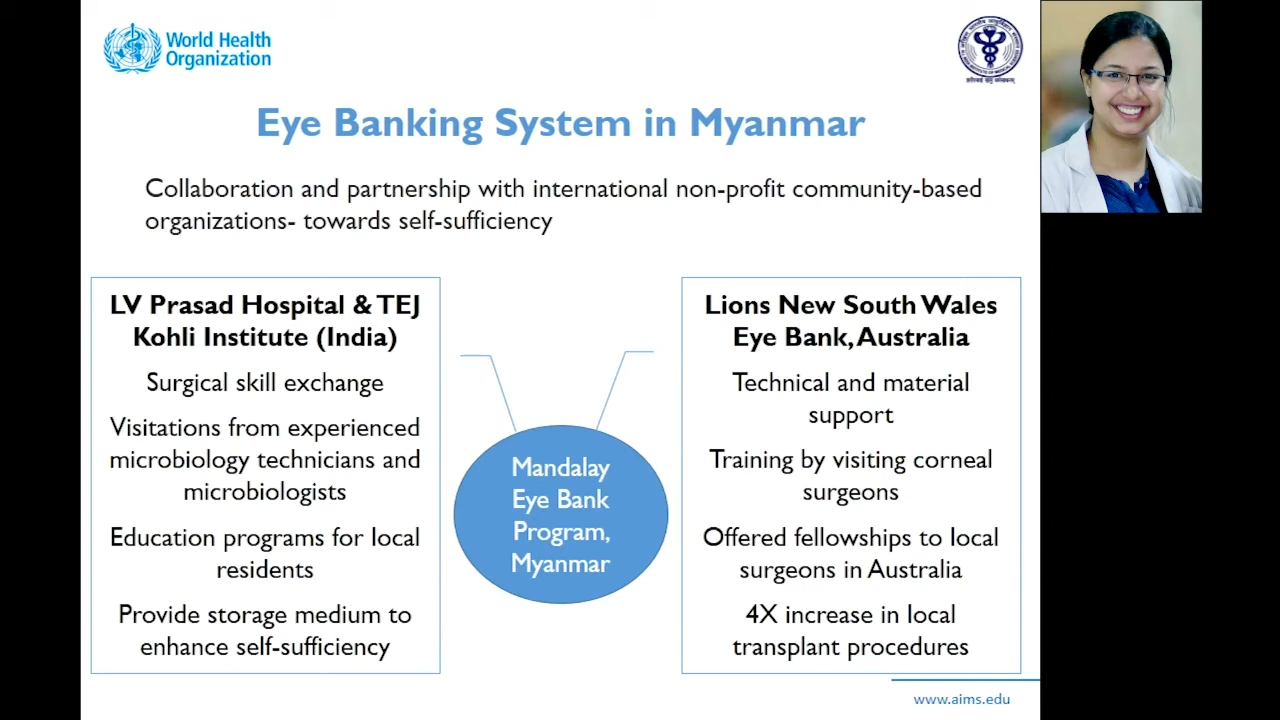 World Health
Organization
Eye Banking System in Myanmar
Collaboration and partnership with international non-profit community-based
organizations- towards self-sufficiency
LV Prasad Hospital & TEJ
Kohli Institute (India)
Surgical skill exchange
Visitations from experienced
microbiology technicians and
microbiologists
Education programs for local
residents
Provide storage medium to
enhance self-sufficiency
Mandalay
Eye Bank
Program,
Myanmar
Lions New South Wales
Eye Bank, Australia
Technical and material
support
Training by visiting corneal
surgeons
Offered fellowships to local
surgeons in Australia
4X increase in local
transplant procedures
www.aims.edu